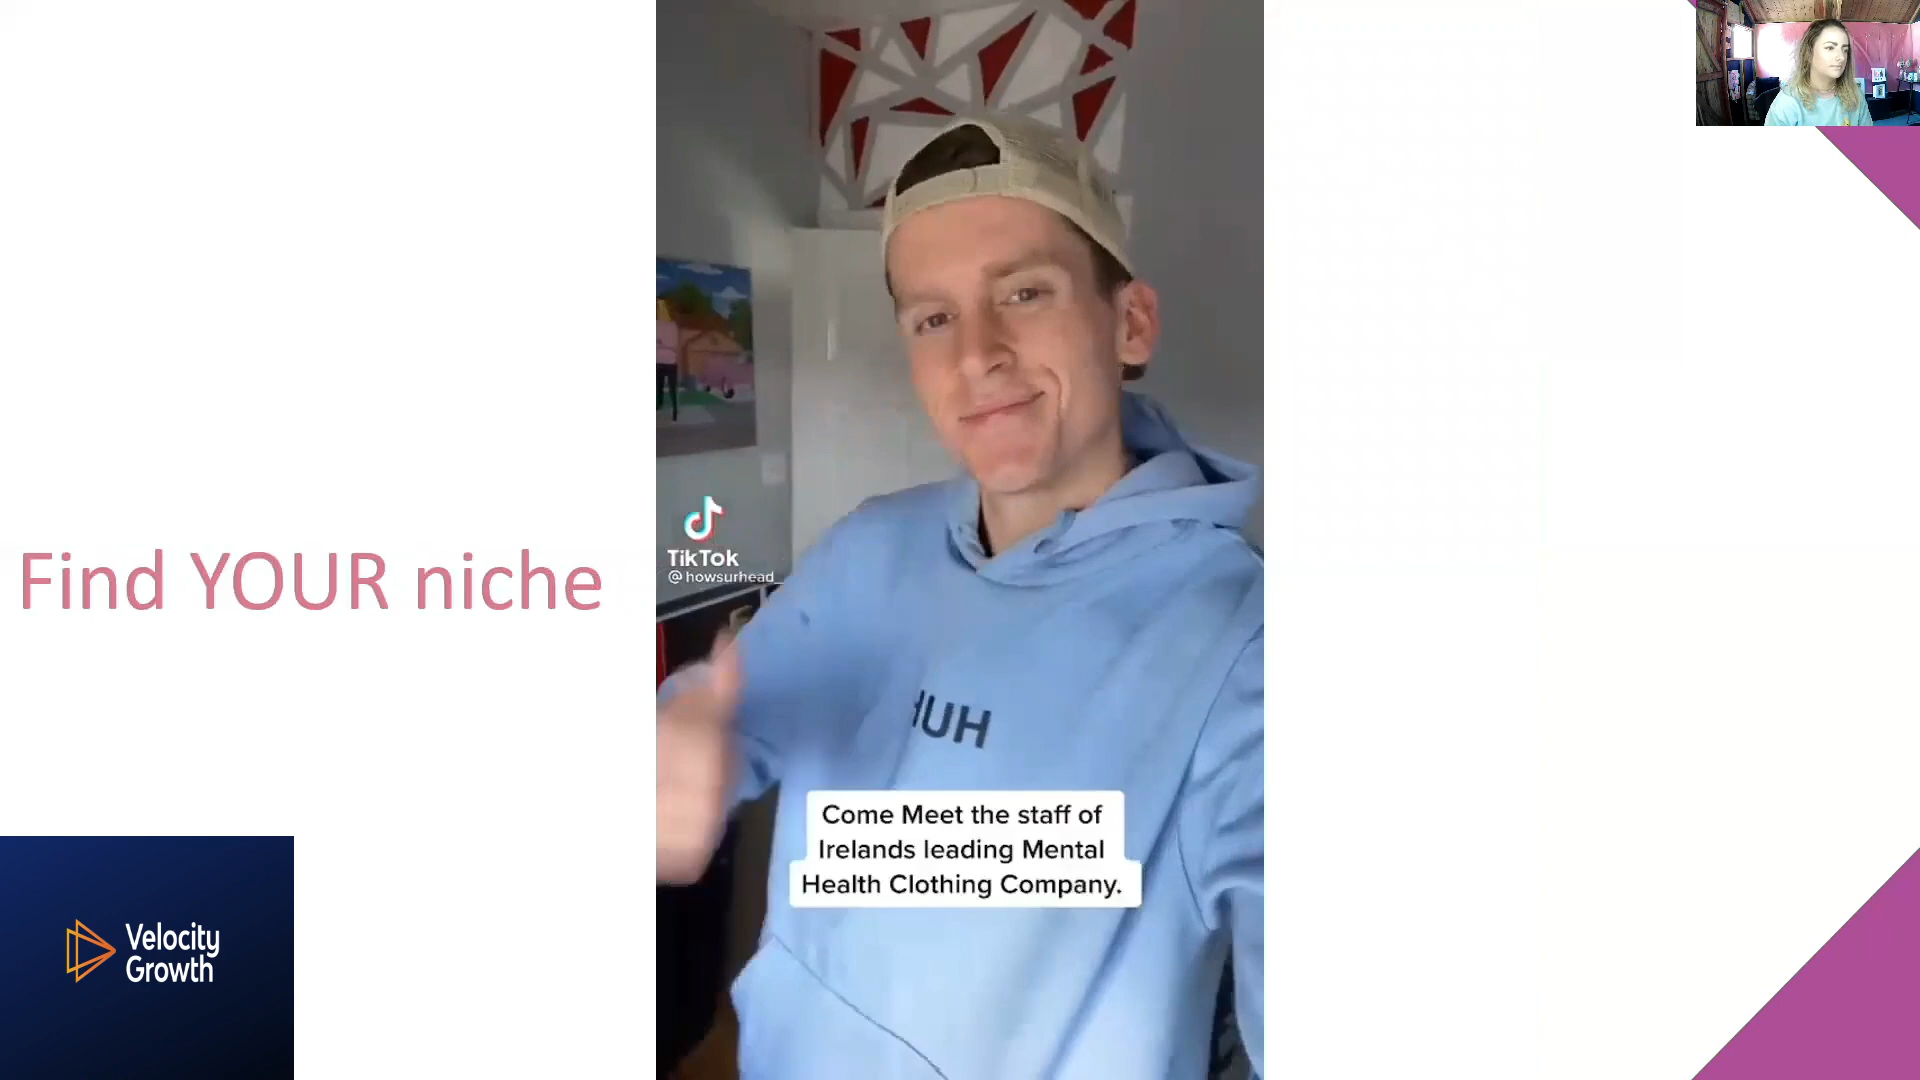 Find YOUR niche
TikTok
@howsurhead_
HUH
Come Meet the staff of
Irelands leading Mental
Health Clothing Company.
Velocity
Growth